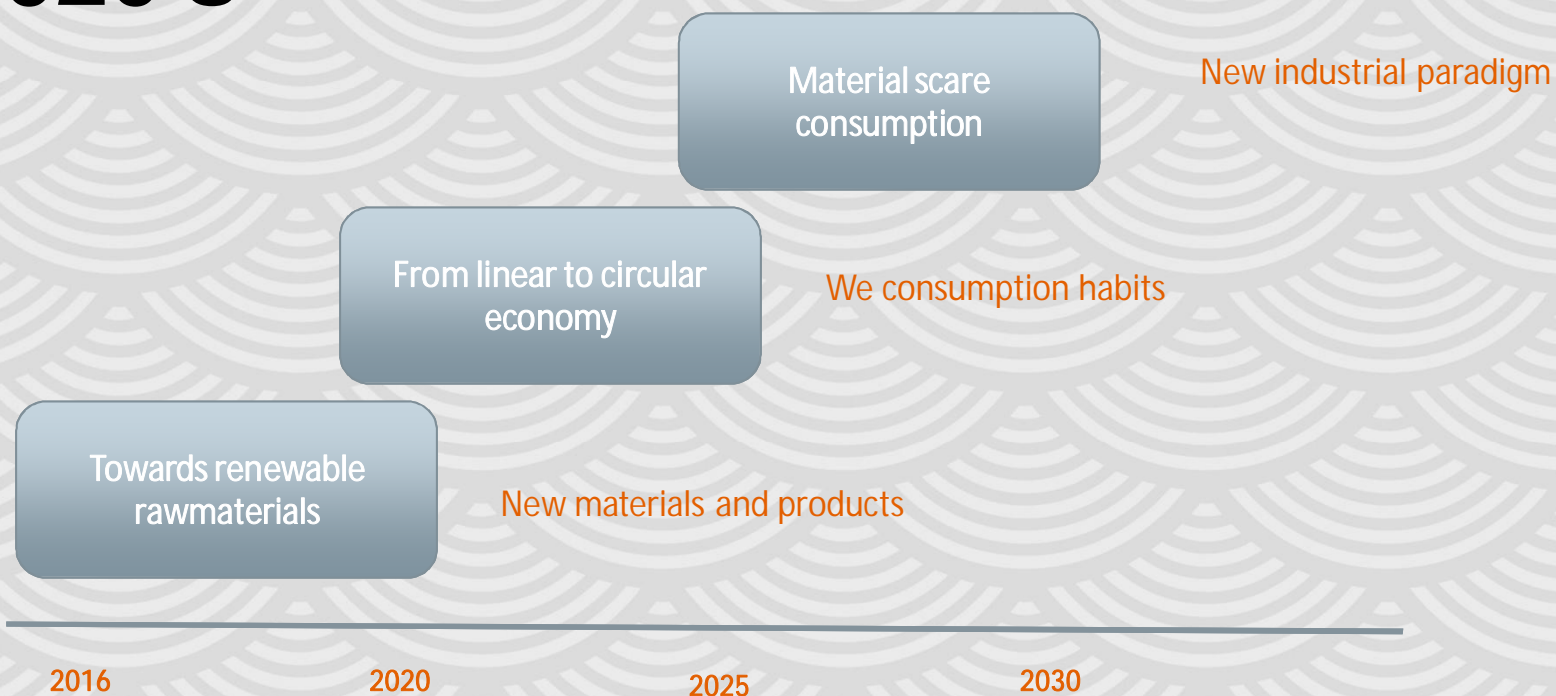 Material scare
consumption
New industrial paradigm
From linear to circular
economy
We consumption habits
Towards renewable
rawmaterials
New materials and products
2016
2020
2025
2030